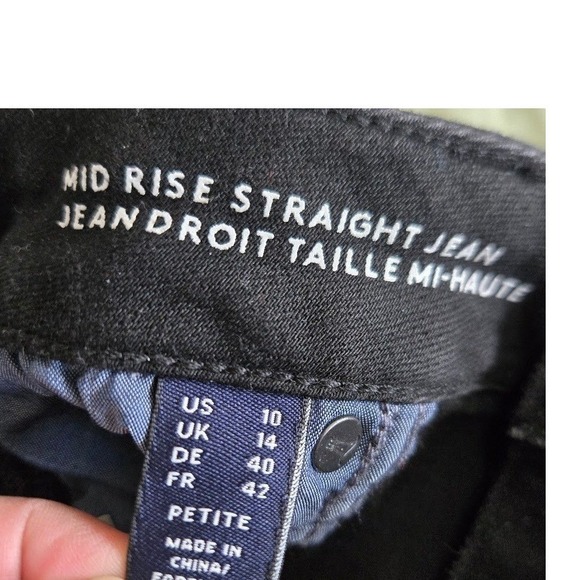 MID RISE STRAIGHT JEAN
JEAN DROIT TAILLE MI-HAUTE
US 10
UK 14
DE 40
FR 42
PETITE
MADE IN
CHINA/